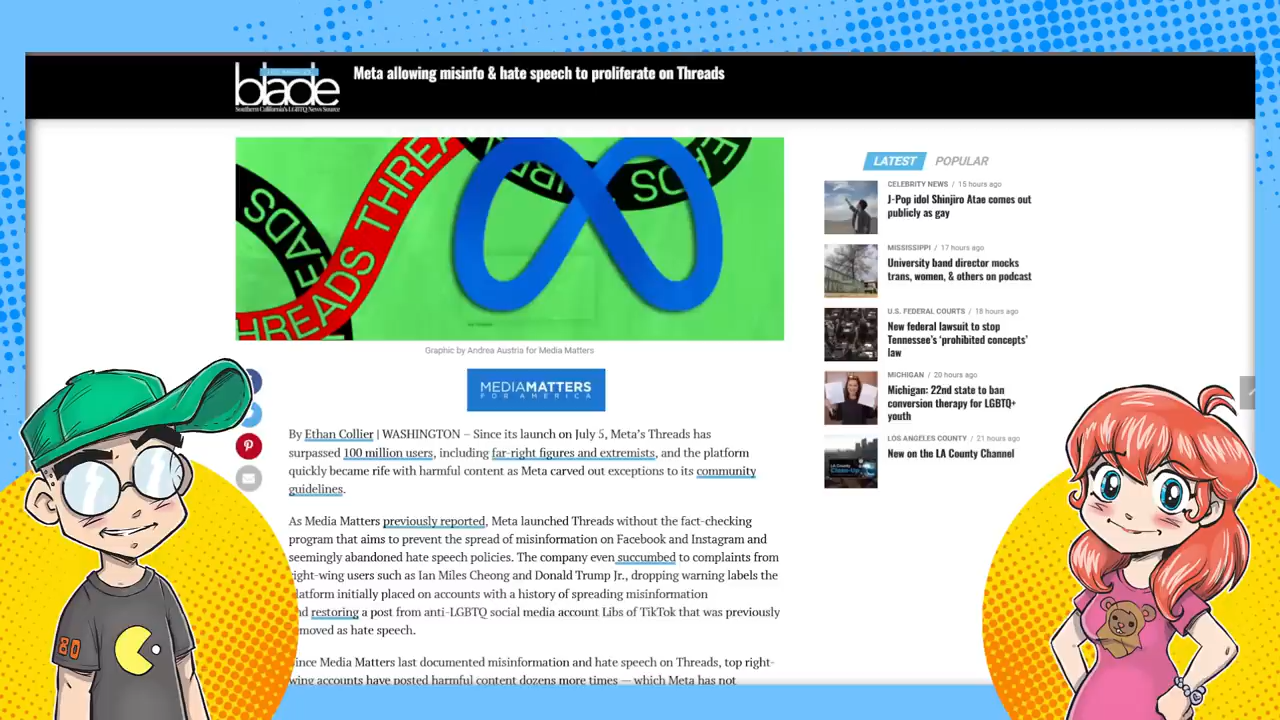 LOS ANGELES
blade
Southern California's LGBTQ News Source
Meta allowing misinfo & hate speech to proliferate on Threads
THREADS THREA
EADS
READS
EADS
Graphic by Andrea Austria for Media Matters
MEDIAMATTERS
FOR AMERICA
By Ethan Collier | WASHINGTON – Since its launch on July 5, Meta's Threads has
surpassed 100 million users, including far-right figures and extremists, and the platform
quickly became rife with harmful content as Meta carved out exceptions to its community
guidelines.
As Media Matters previously reported, Meta launched Threads without the fact-checking
program that aims to prevent the spread of misinformation on Facebook and Instagram and
seemingly abandoned hate speech policies. The company even succumbed to complaints from
right-wing users such as Ian Miles Cheong and Donald Trump Jr., dropping warning labels the
latform initially placed on accounts with a history of spreading misinformation
nd restoring a post from anti-LGBTQ social media account Libs of TikTok that was previously
moved as hate speech.
ince Media Matters last documented misinformation and hate speech on Threads, top right-
wing accounts have posted harmful content dozens more times — which Meta has not
LATEST POPULAR
CELEBRITY NEWS / 15 hours ago
J-Pop idol Shinjiro Atae comes out
publicly as gay
MISSISSIPPI / 17 hours ago
University band director mocks
trans, women, & others on podcast
U.S. FEDERAL COURTS / 18 hours ago
New federal lawsuit to stop
Tennessee's 'prohibited concepts'
law
MICHIGAN / 20 hours ago
Michigan: 22nd state to ban
conversion therapy for LGBTQ+
youth
LOS ANGELES COUNTY / 21 hours ago
New on the LA County Channel
80